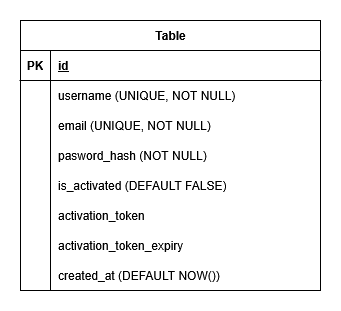 Table
PK id
username (UNIQUE, NOT NULL)
email (UNIQUE, NOT NULL)
pasword_hash (NOT NULL)
is_activated (DEFAULT FALSE)
activation_token
activation_token_expiry
created_at (DEFAULT NOW())